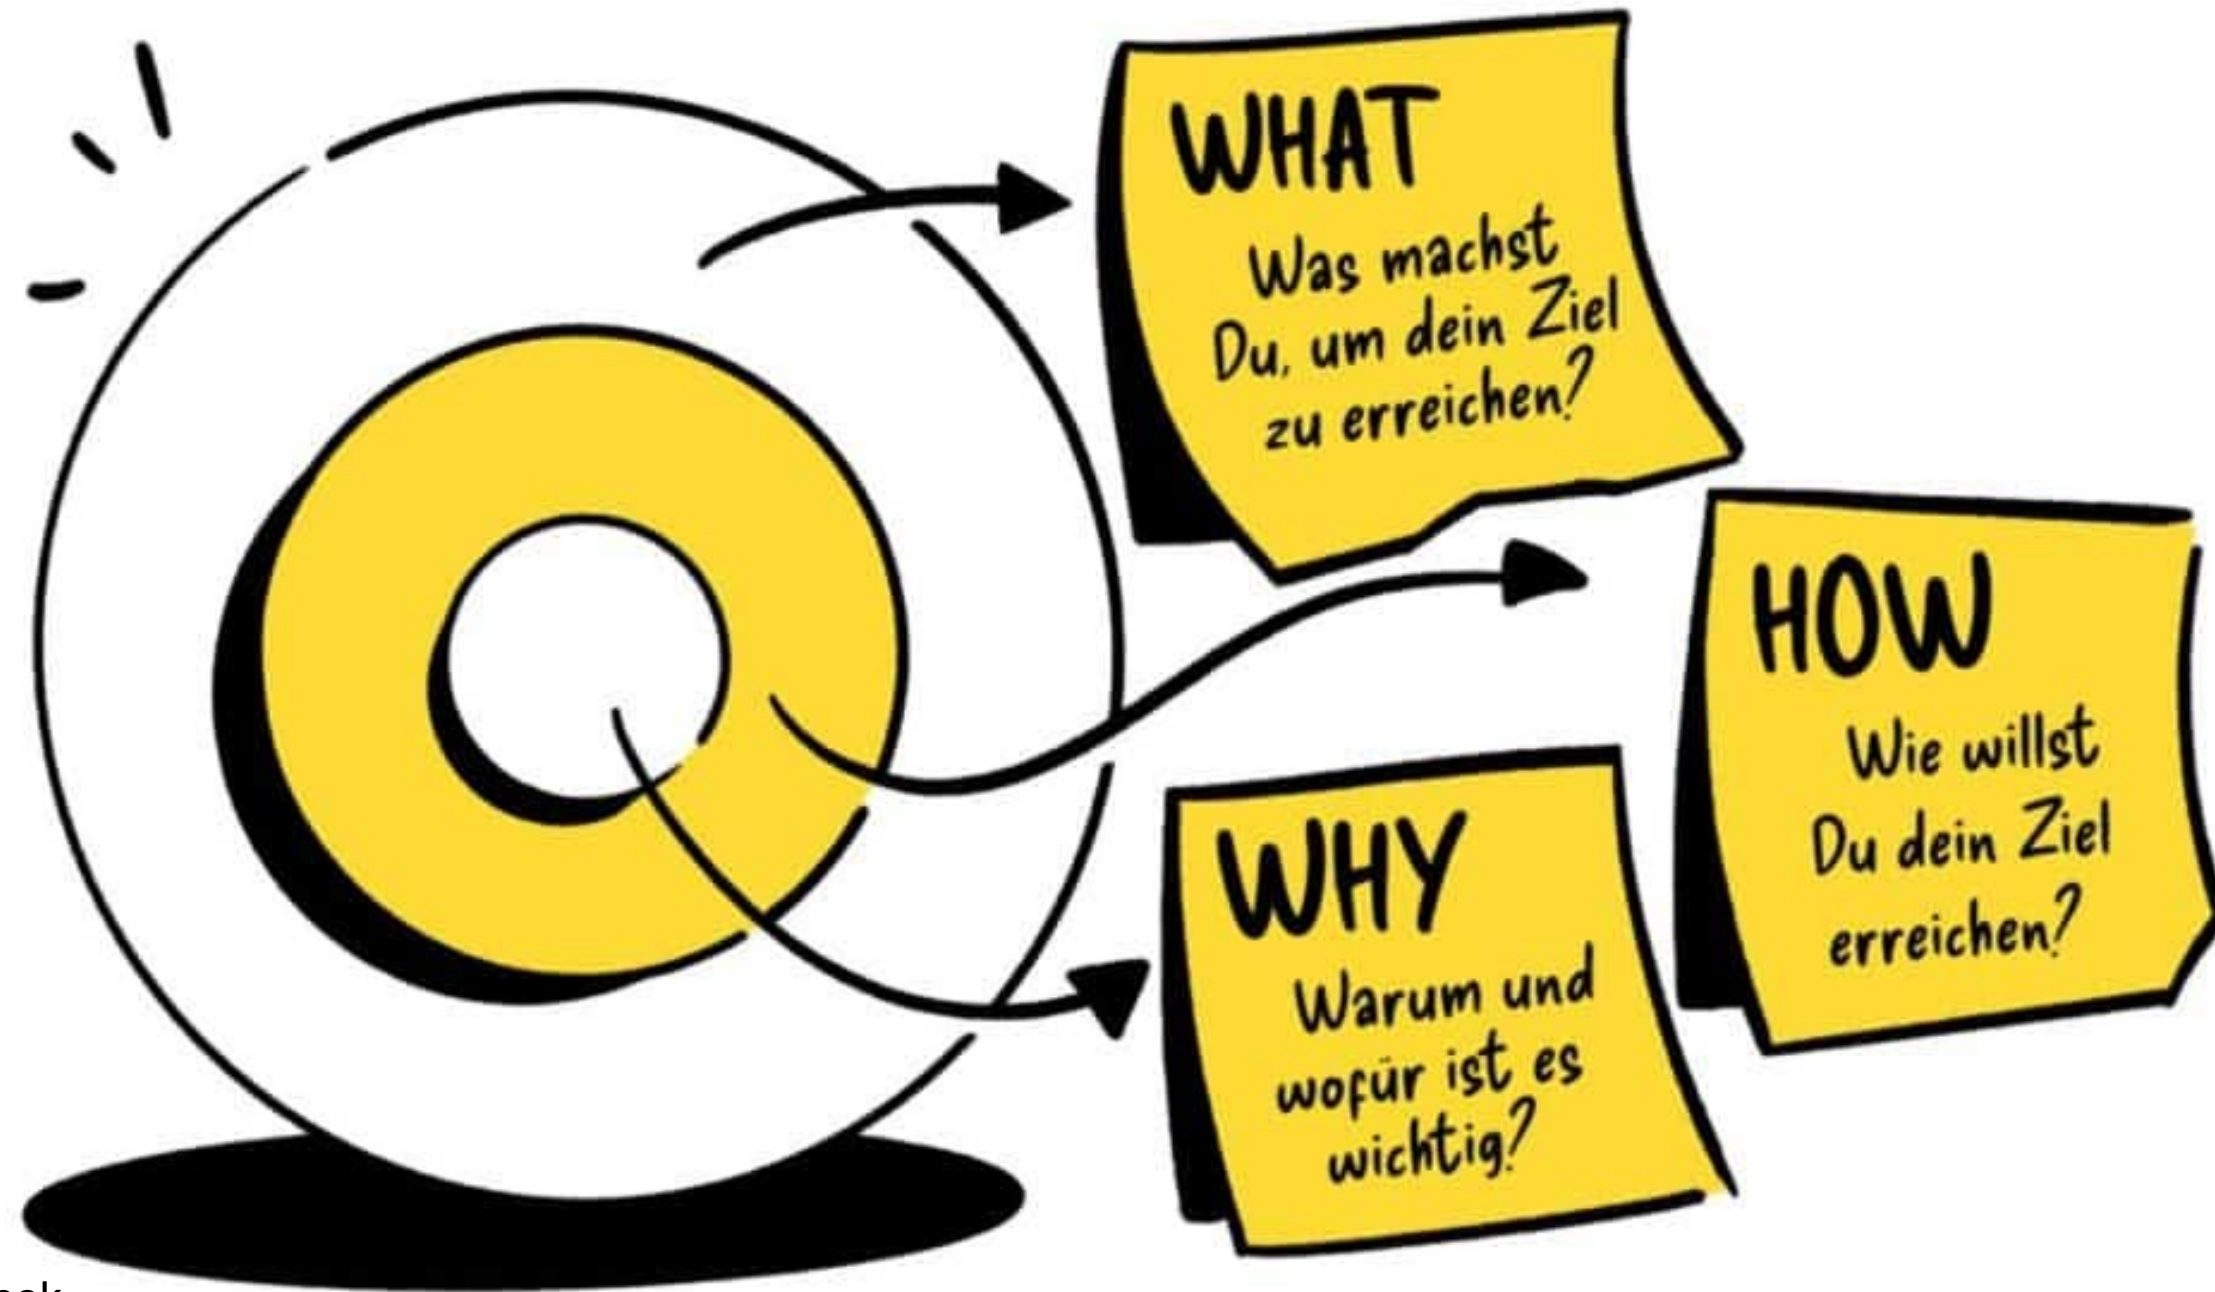 WHAT
Was machst
Du, um dein Ziel
zu erreichen?
HOW
Wie willst
Du dein Ziel
erreichen?
WHY
Warum und
wofür ist es
wichtig?